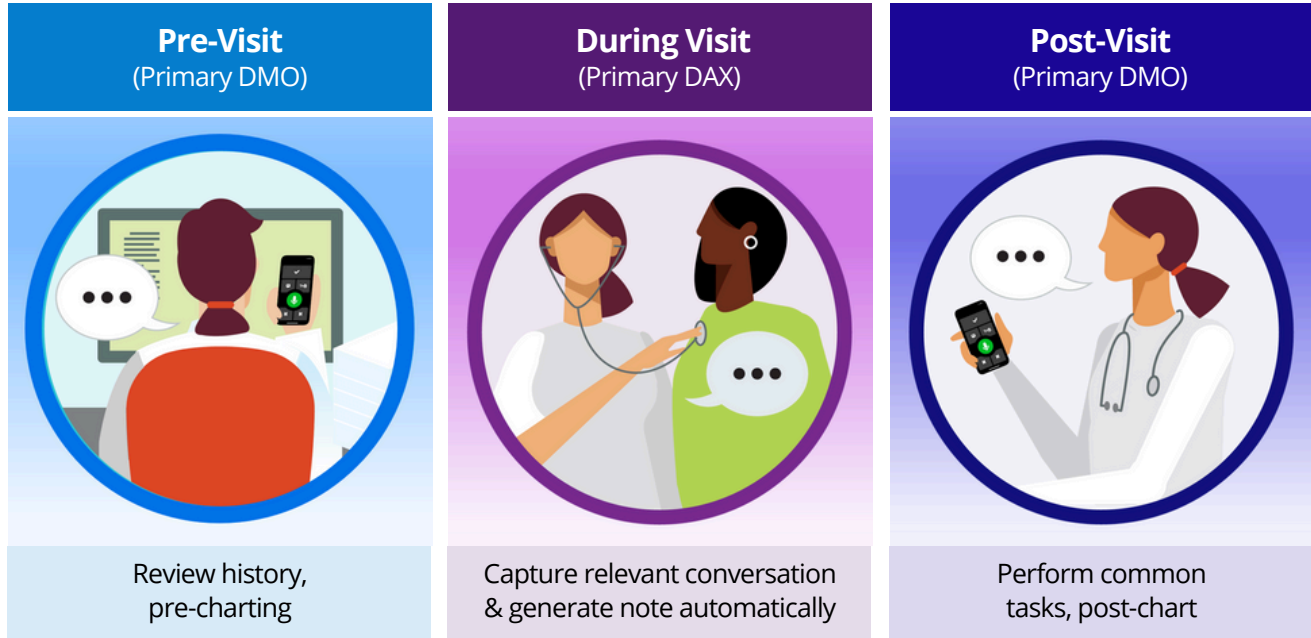 Pre-Visit
(Primary DMO)
Review history,
pre-charting
During Visit
(Primary DAX)
Capture relevant conversation
& generate note automatically
Post-Visit
(Primary DMO)
Perform common
tasks, post-chart